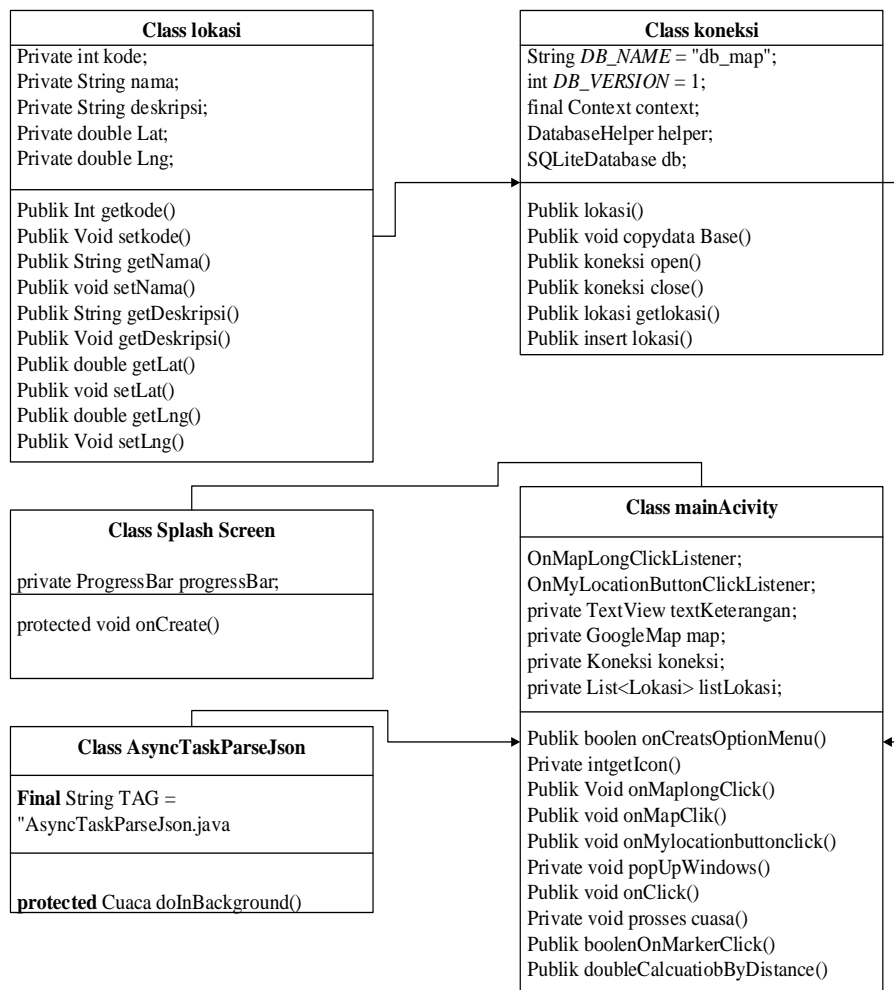 Class lokasi
Private int kode;
Private String nama;
Private String deskripsi;
Private double Lat;
Private double Lng;
Publik Int getkode()
Publik Void setkode()
Publik String getNama()
Publik void setNama()
Publik String getDeskripsi()
Publik Void getDeskripsi()
Publik double getLat()
Publik void setLat()
Publik double getLng()
Publik Void setLng()
Class koneksi
String DB_NAME = "db_map";
int DB_VERSION = 1;
final Context context;
DatabaseHelper helper;
SQLiteDatabase db;
Publik lokasi()
Publik void copydata Base()
Publik koneksi open()
Publik koneksi close()
Publik lokasi getlokasi()
Publik insert lokasi()
Class Splash Screen
private ProgressBar progressBar;
protected void onCreate()
Class mainAcivity
OnMapLongClickListener;
OnMyLocationButtonClickListener;
private TextView textKeterangan;
private GoogleMap map;
private Koneksi koneksi;
private List<Lokasi> listLokasi;
Publik boolen onCreatsOptionMenu()
Private intgetIcon()
Publik Void onMaplongClick()
Publik void onMapClik()
Publik void onMylocationbuttonclick()
Private void popUpWindows()
Publik void onClick()
Private void prosses cuasa()
Publik boolenOnMarkerClick()
Publik doubleCalcuatiobByDistance()
Class AsyncTaskParseJson
Final String TAG =
"AsyncTaskParseJson.java
protected Cuaca doInBackground()